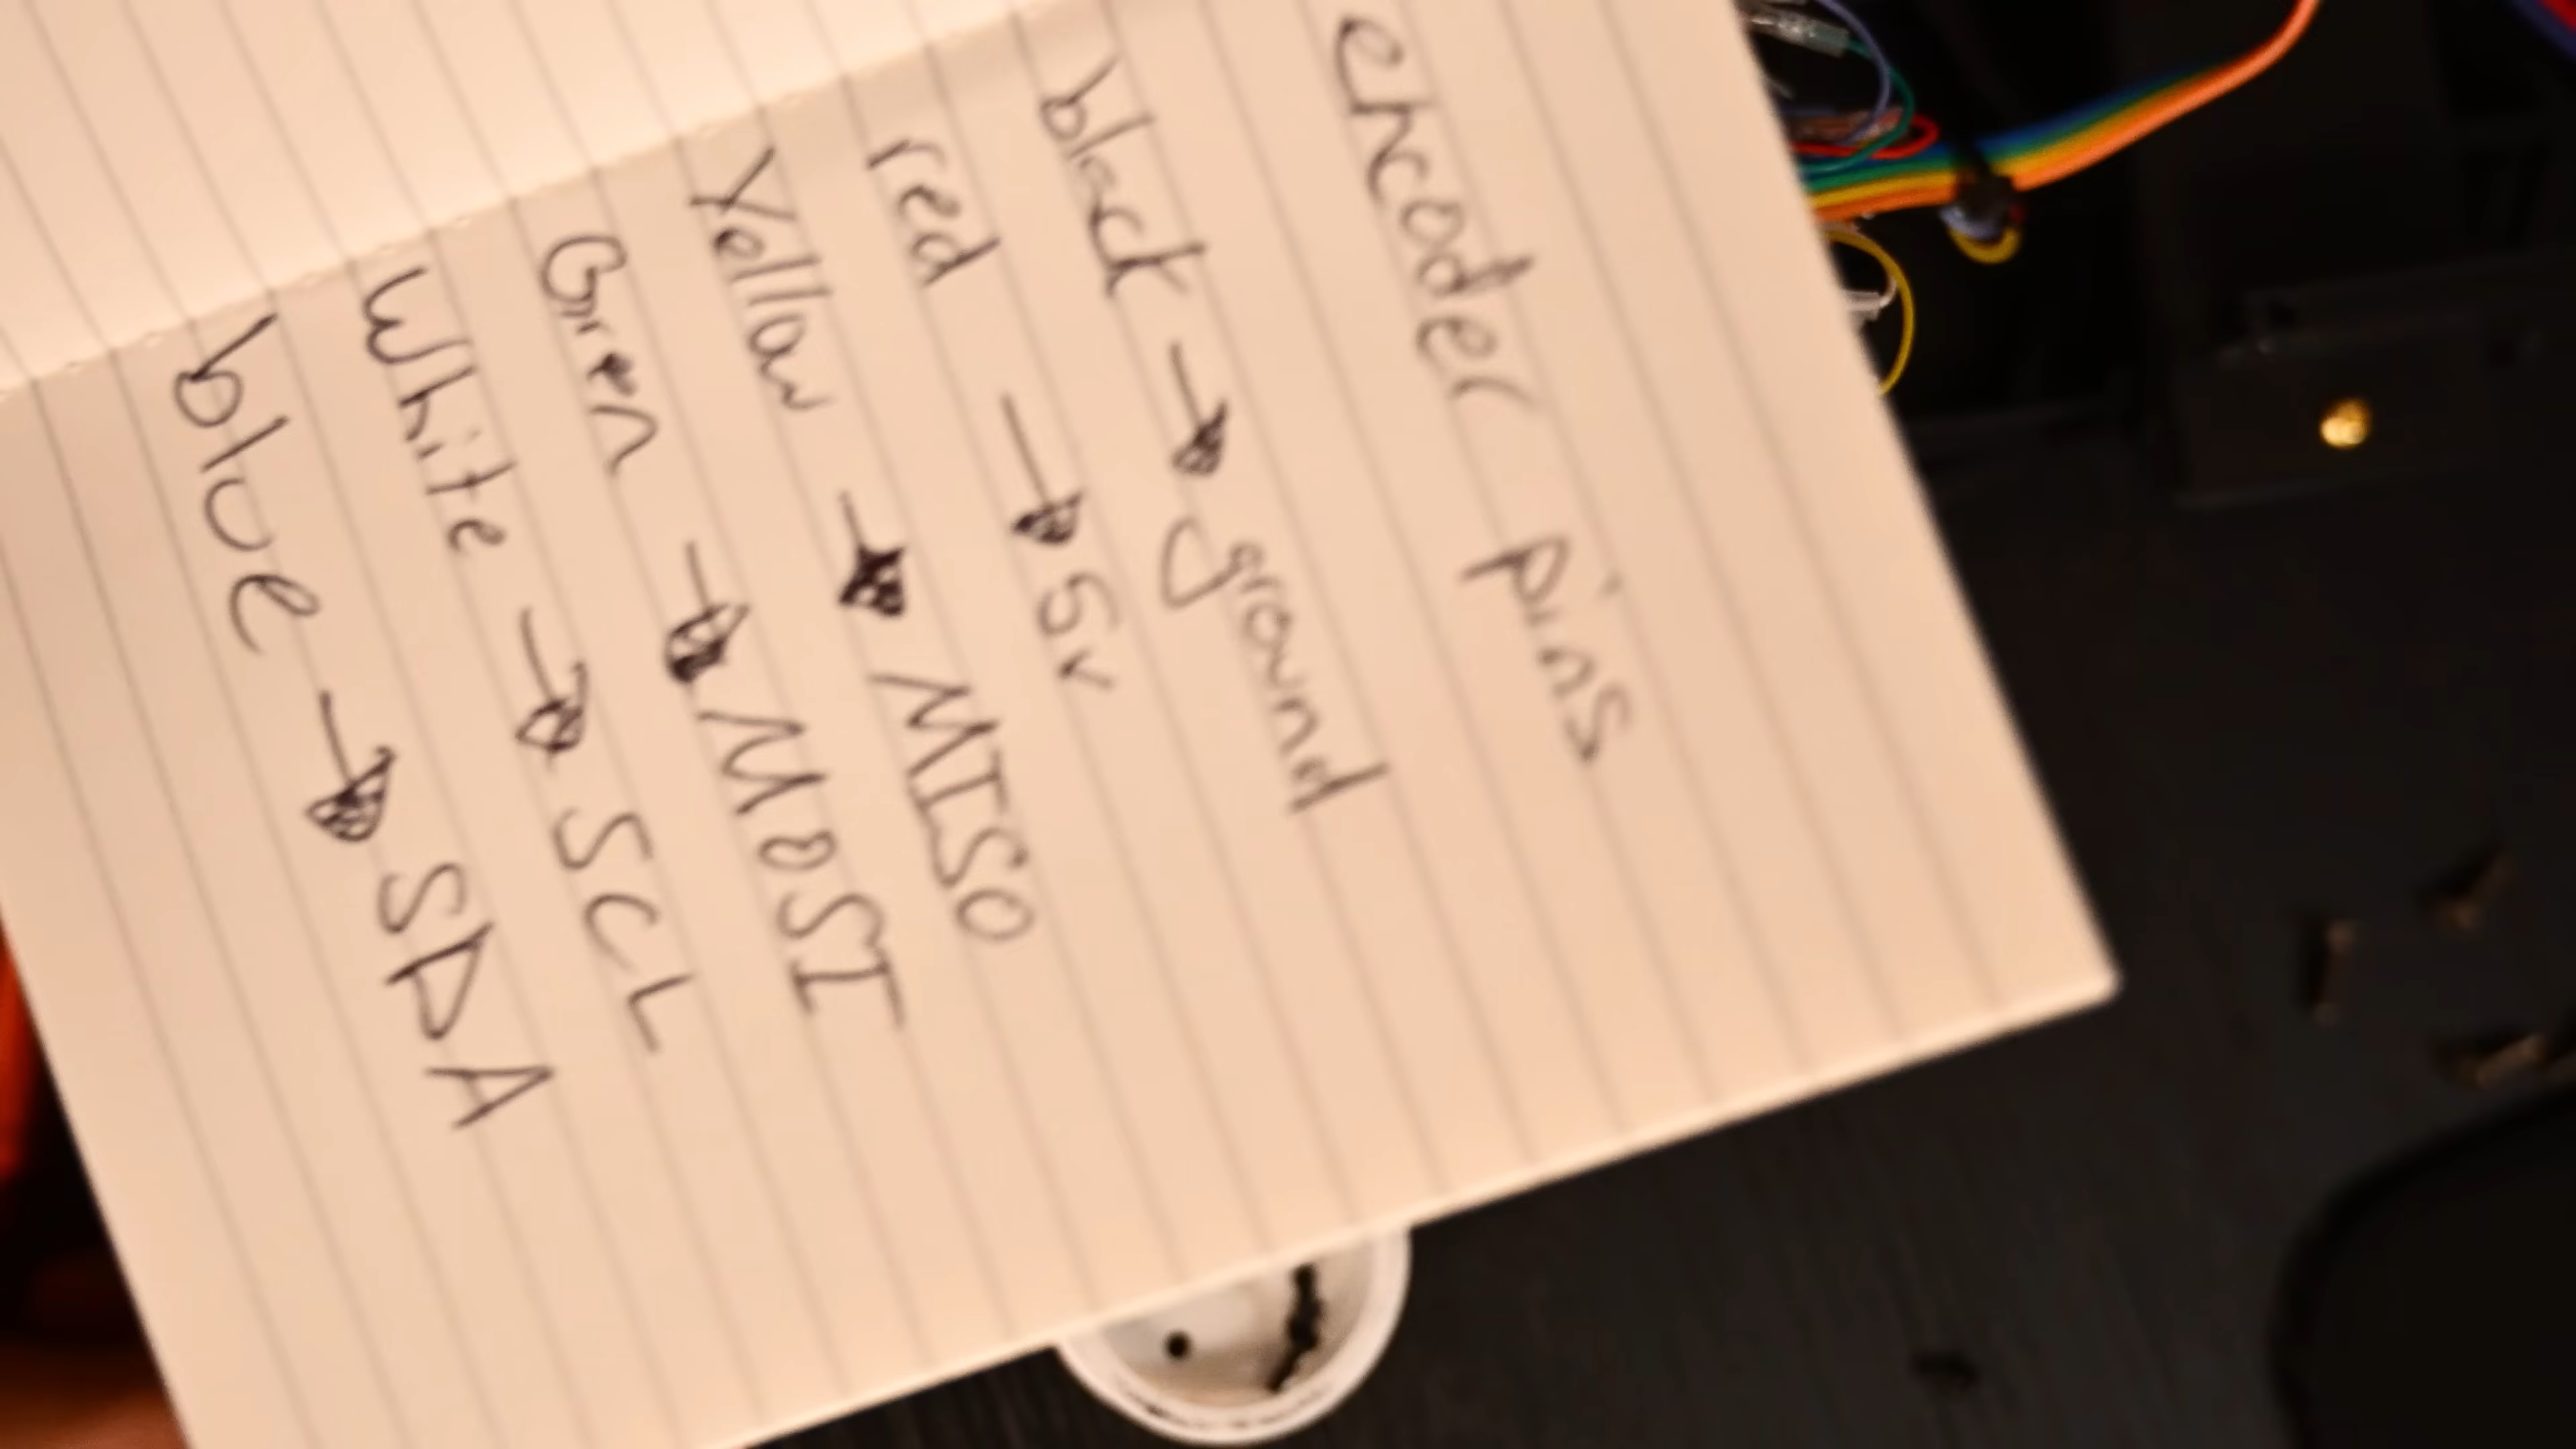 encoder pins
black → ground
red → 5v
Yellow → MISO
Green → MOSI
White → SCL
blue → SDA